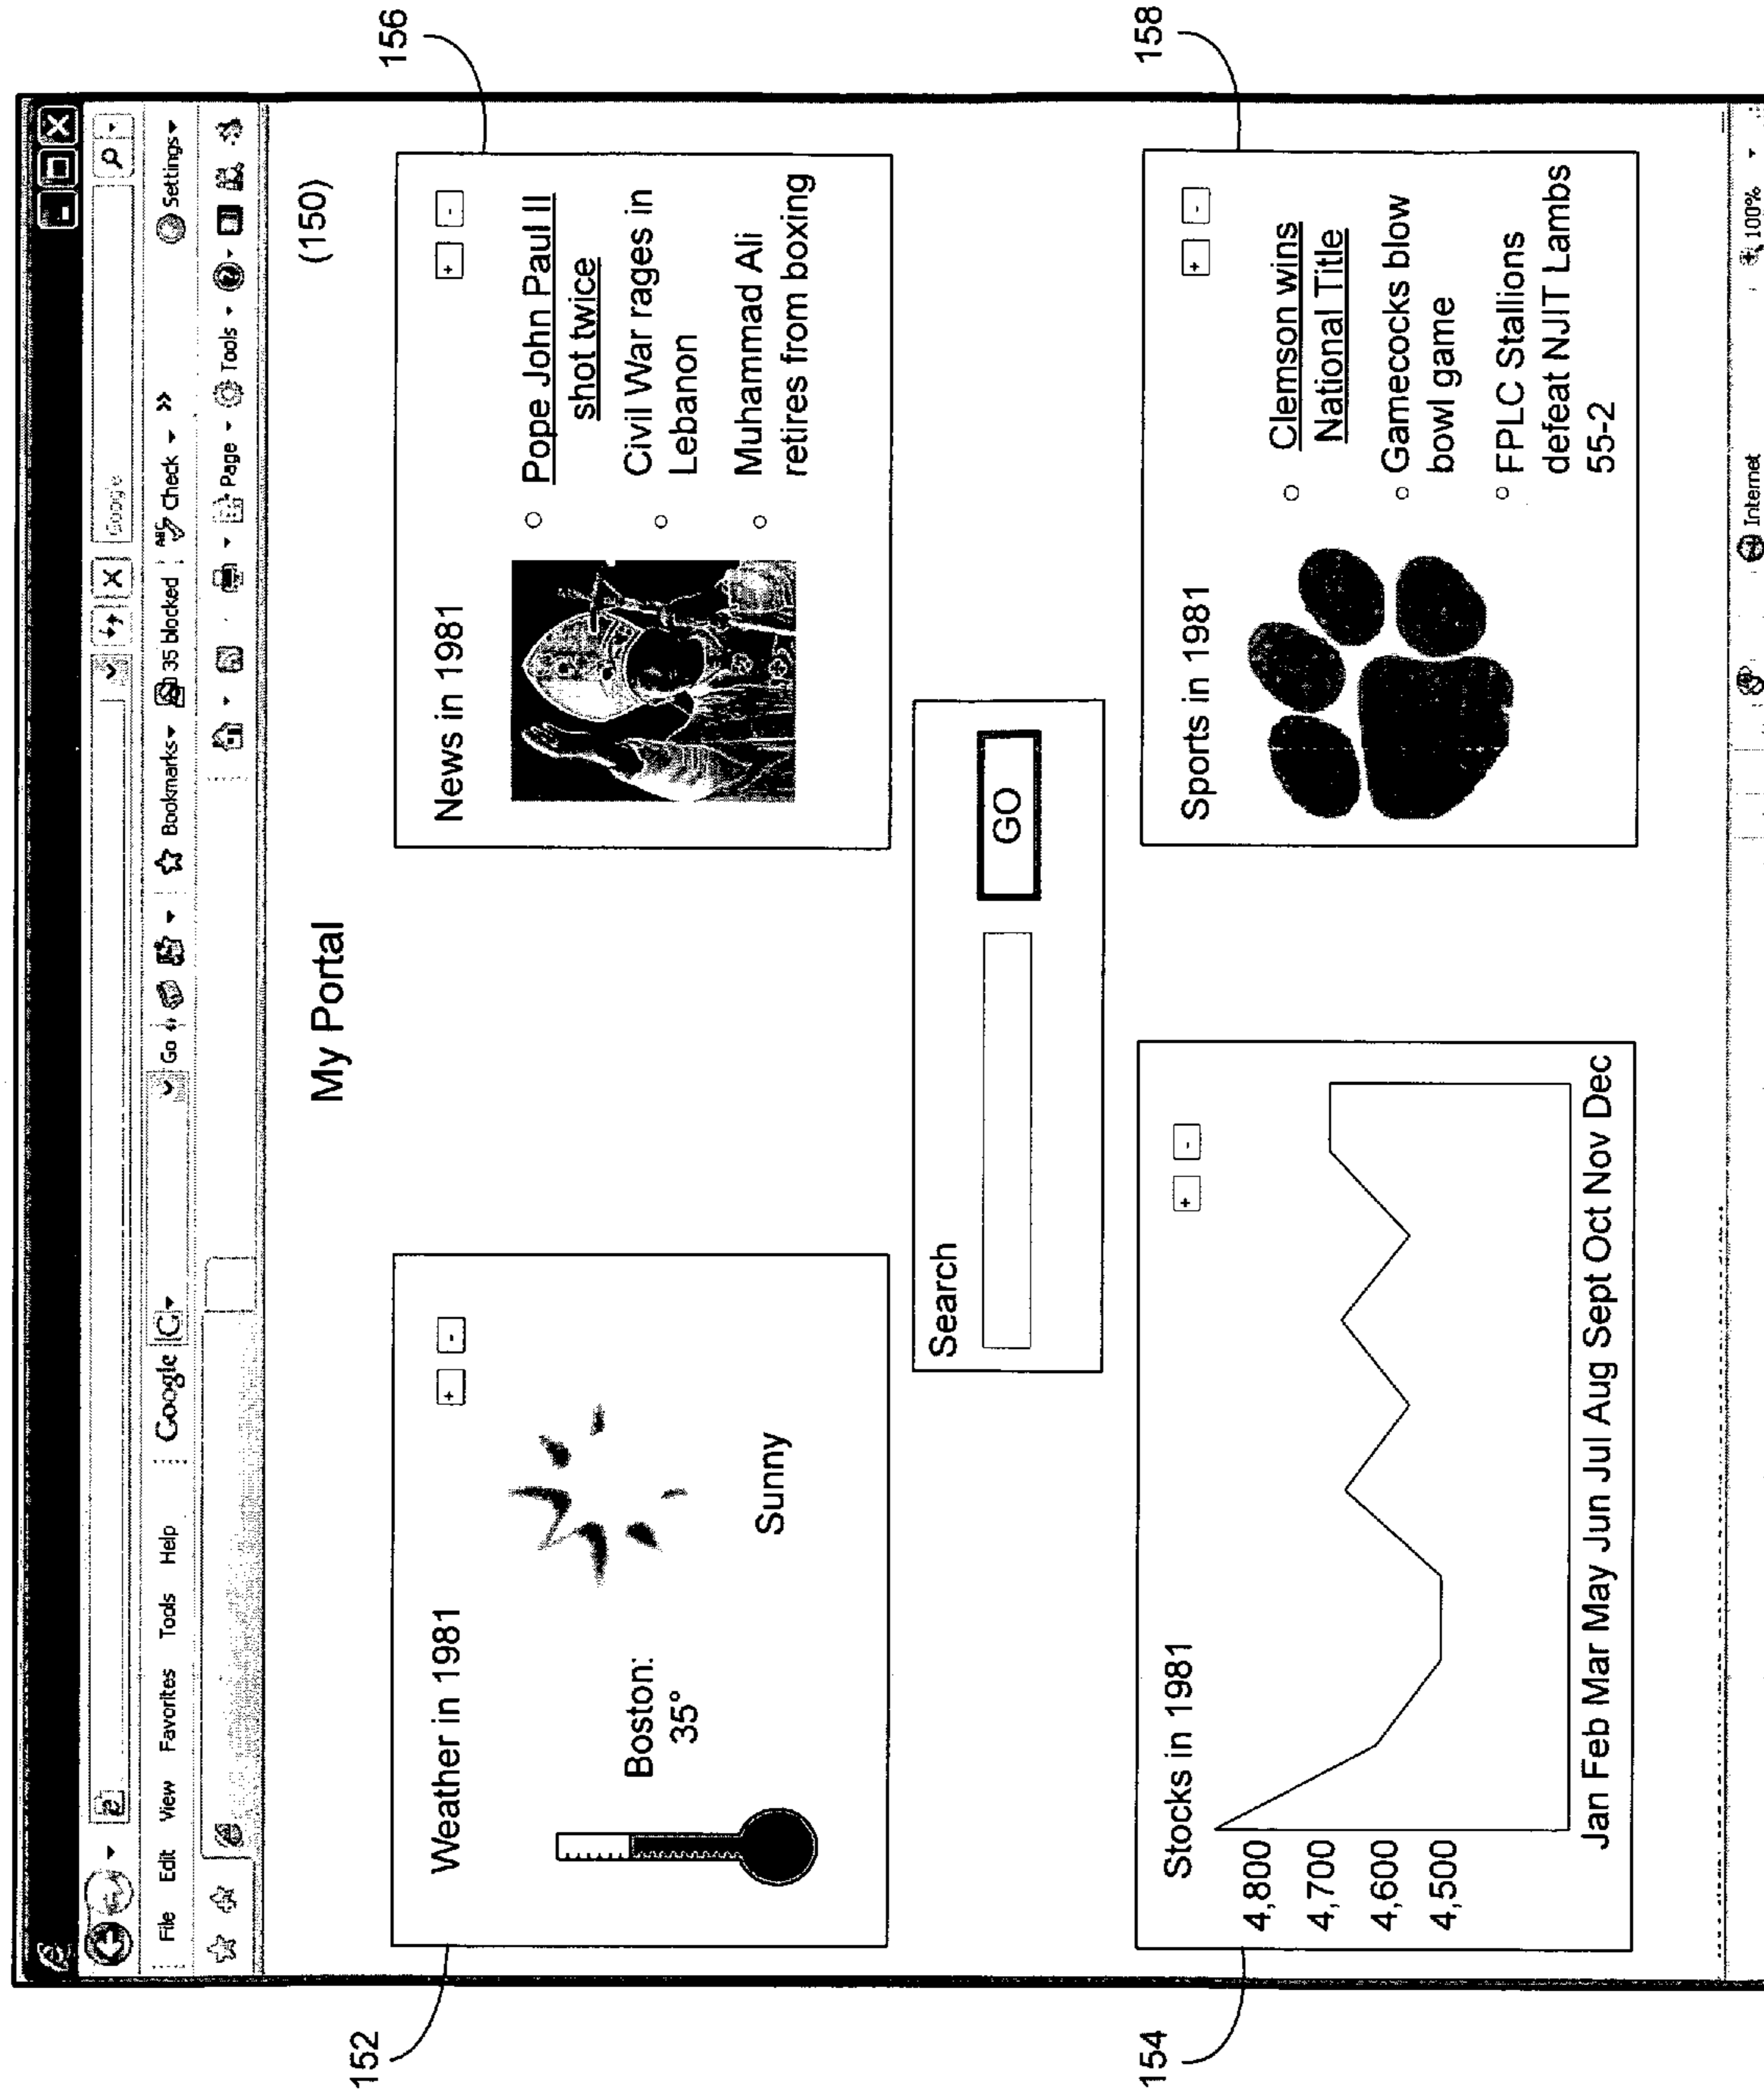 Google
File Edit View Favorites Tools Help
Google Go Bookmarks 35 blocked Check Settings
Page Tools
My Portal
(150)
152
Weather in 1981
+ -
Boston:
35°
Sunny
156
News in 1981
+ -
Pope John Paul II
shot twice
Civil War rages in
Lebanon
Muhammad Ali
retires from boxing
Search
GO
154
Stocks in 1981
+ -
4,800
4,700
4,600
4,500
Jan Feb Mar May Jun Jul Aug Sept Oct Nov Dec
158
Sports in 1981
+ -
Clemson wins
National Title
Gamecocks blow
bowl game
FPLC Stallions
defeat NJIT Lambs
55-2
Internet
100%